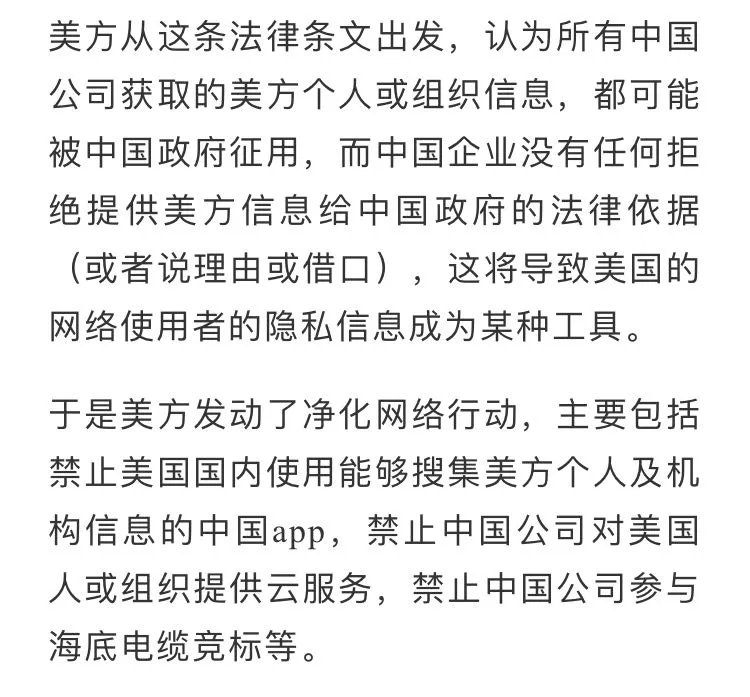 美方从这条法律条文出发，认为所有中国
公司获取的美方个人或组织信息，都可能
被中国政府征用，而中国企业没有任何拒
绝提供美方信息给中国政府的法律依据
（或者说理由或借口），这将导致美国的
网络使用者的隐私信息成为某种工具。
于是美方发动了净化网络行动，主要包括
禁止美国国内使用能够搜集美方个人及机
构信息的中国app，禁止中国公司对美国
人或组织提供云服务，禁止中国公司参与
海底电缆竞标等。